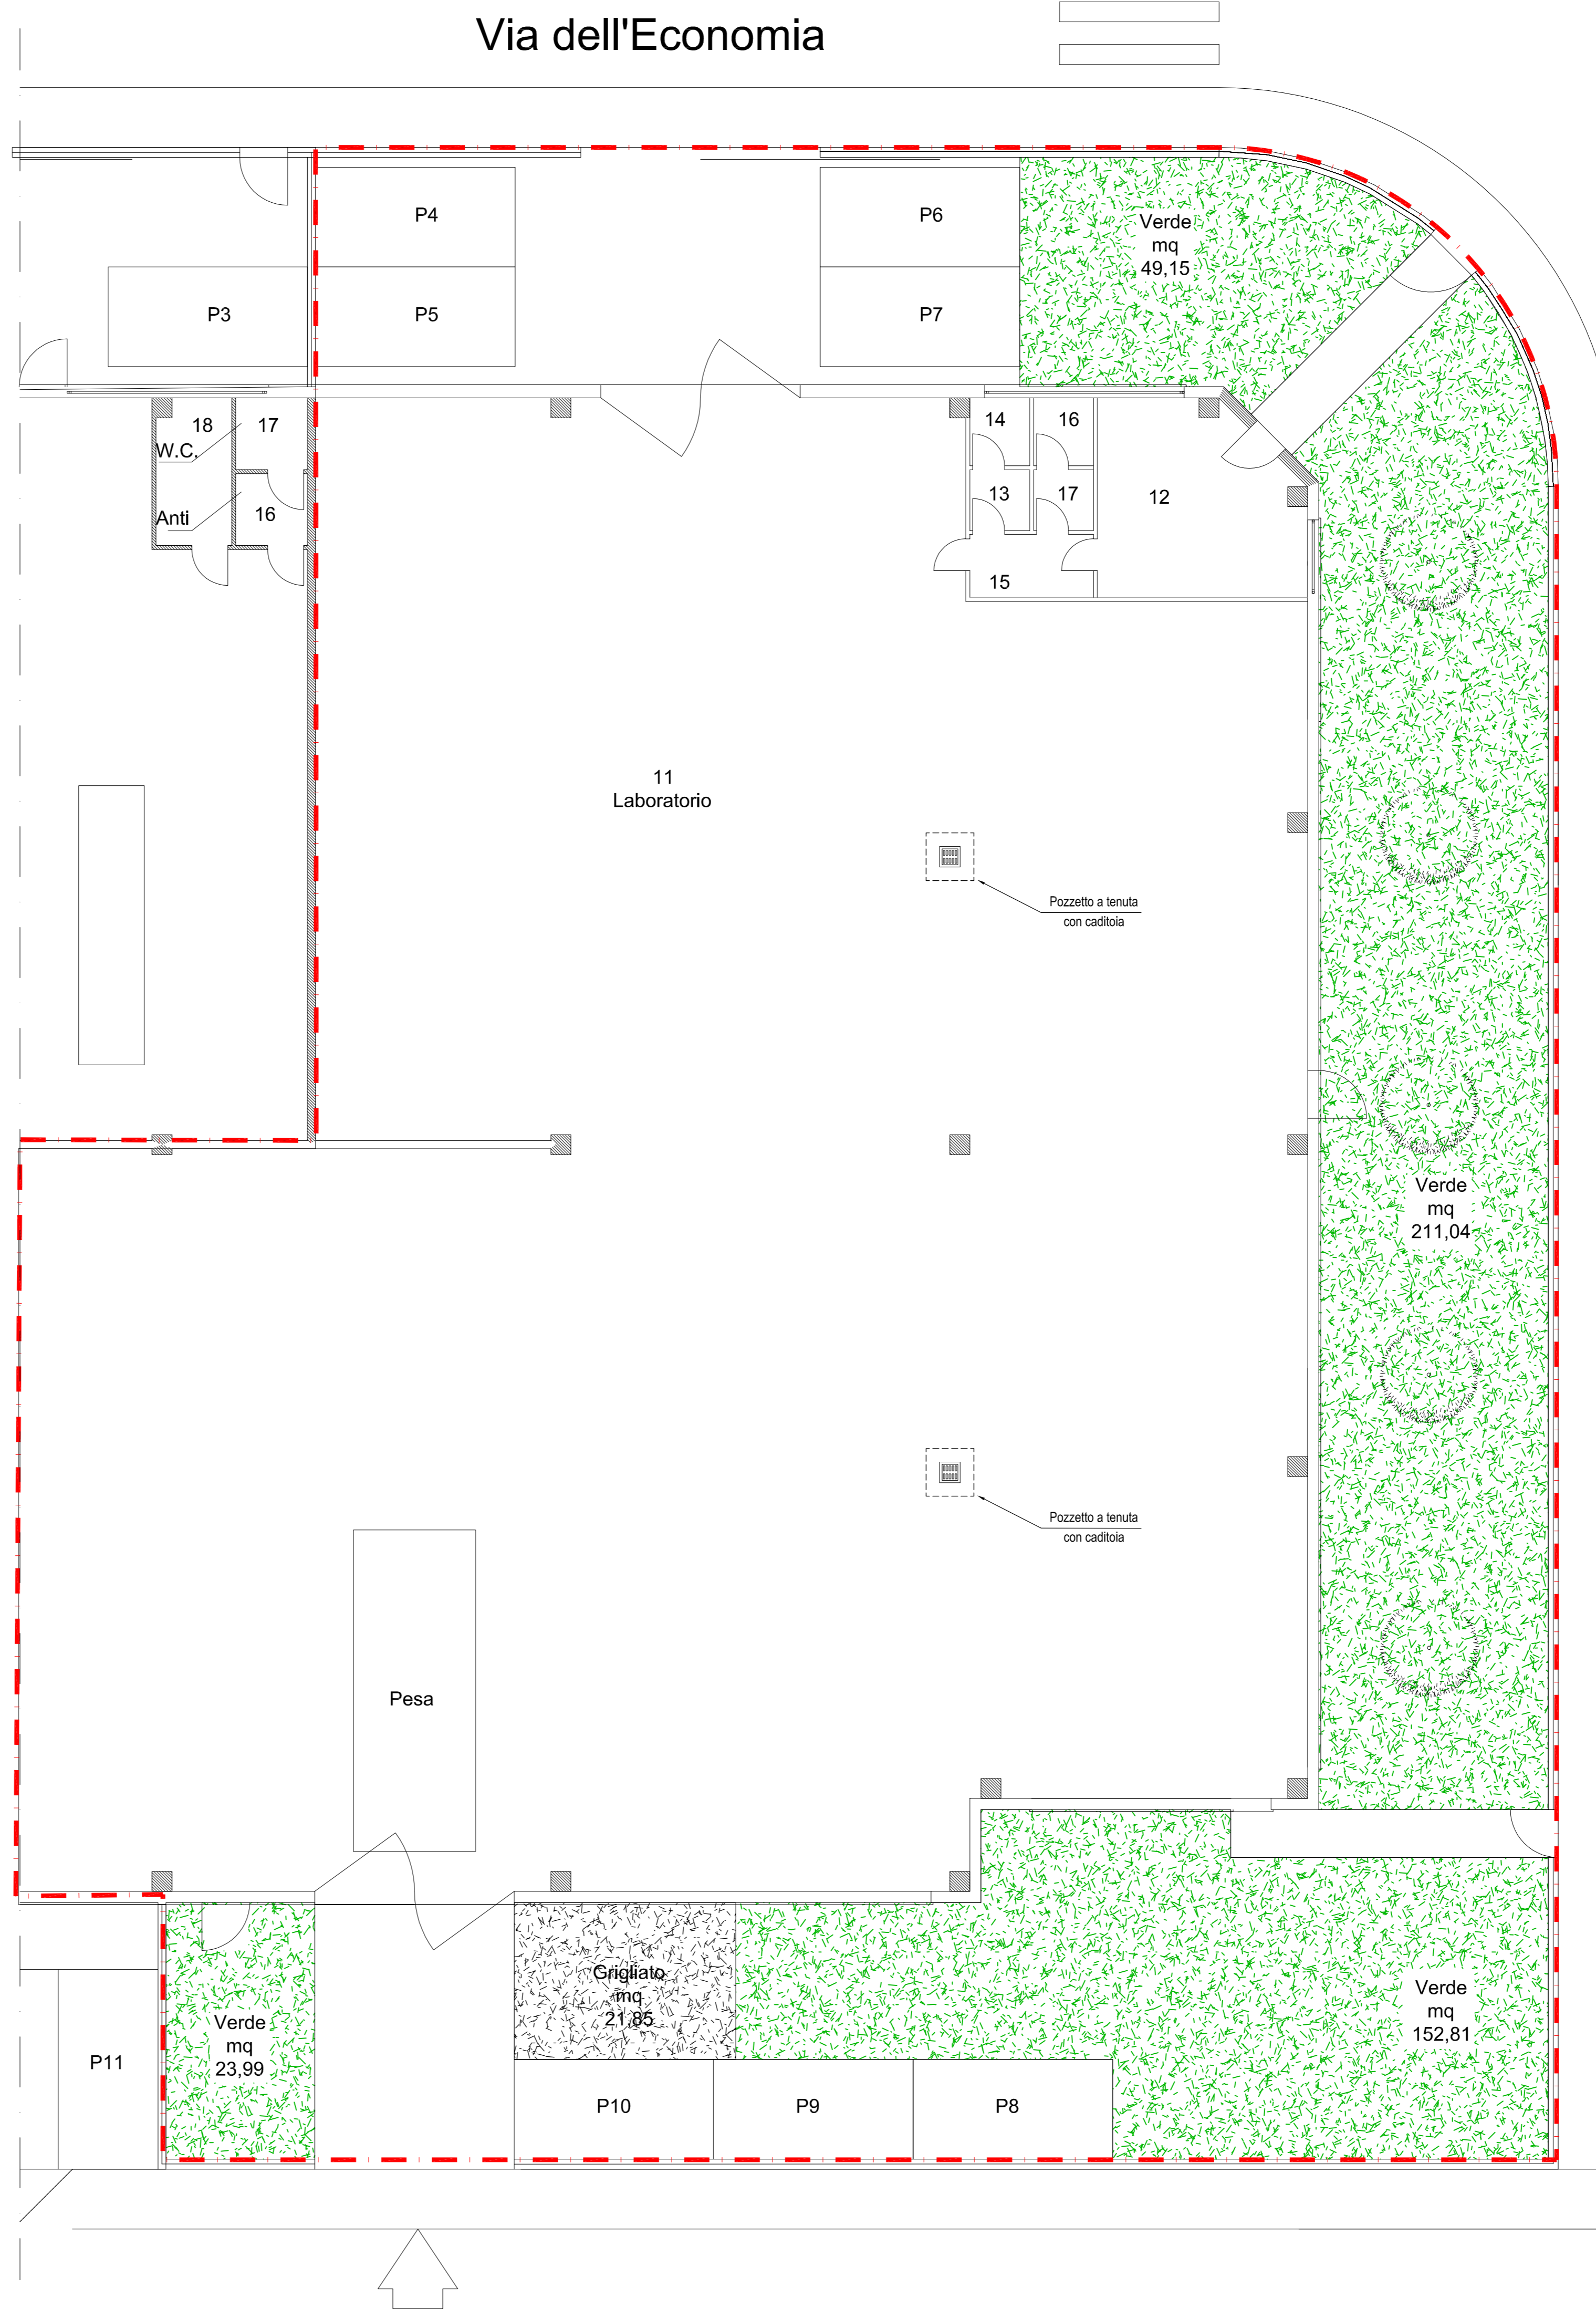 Via dell'Economia
P4
P6
Verde
mq
49,15
P3
P5
P7
18
17
W.C.
Anti
16
14
16
13
17
12
15
11
Laboratorio
Pozzetto a tenuta
con caditoia
Verde
mq
211,04
Pozzetto a tenuta
con caditoia
Pesa
Grigliato
mq
21,85
Verde
mq
152,81
Verde
mq
23,99
P11
P10
P9
P8